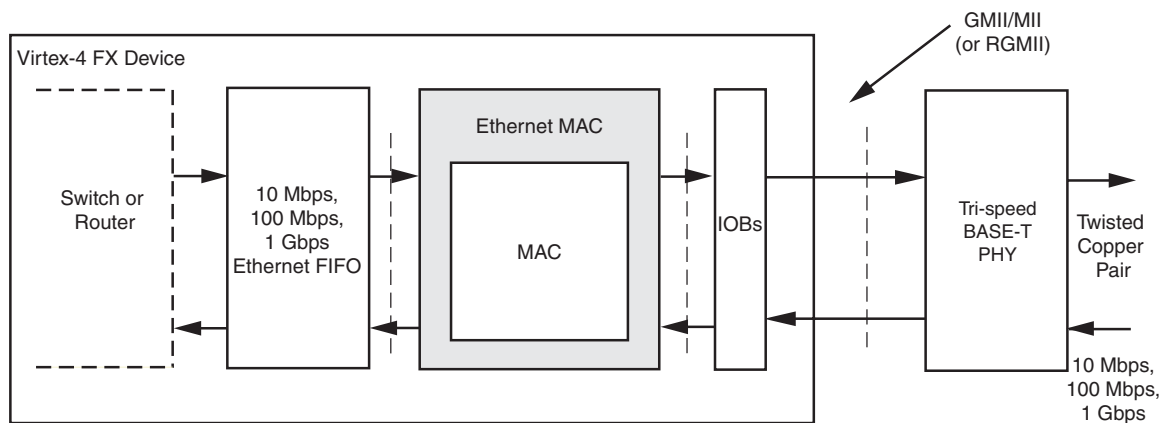 GMII/MII
(or RGMII)
Virtex-4 FX Device
Switch or
Router
10 Mbps,
100 Mbps,
1 Gbps
Ethernet FIFO
Ethernet MAC
MAC
IOBs
Tri-speed
BASE-T
PHY
Twisted
Copper
Pair
10 Mbps,
100 Mbps,
1 Gbps